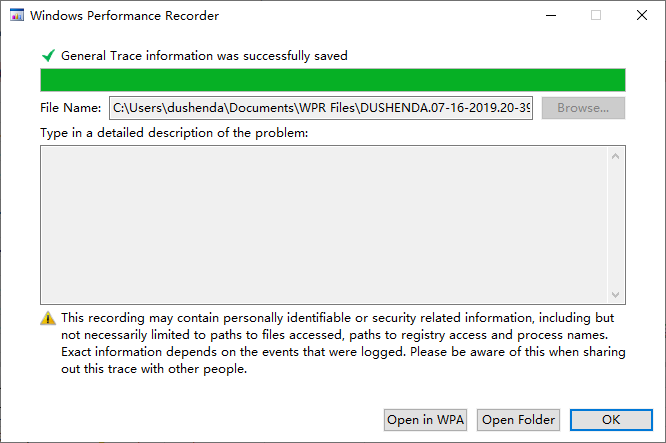 Windows Performance Recorder
General Trace information was successfully saved
File Name: C:\Users\dushenda\Documents\WPR Files\DUSHENDA.07-16-2019.20-39 Browse...
Type in a detailed description of the problem:
This recording may contain personally identifiable or security related information, including but
not necessarily limited to paths to files accessed, paths to registry access and process names.
Exact information depends on the events that were logged. Please be aware of this when sharing
out this trace with other people.
Open in WPA Open Folder OK